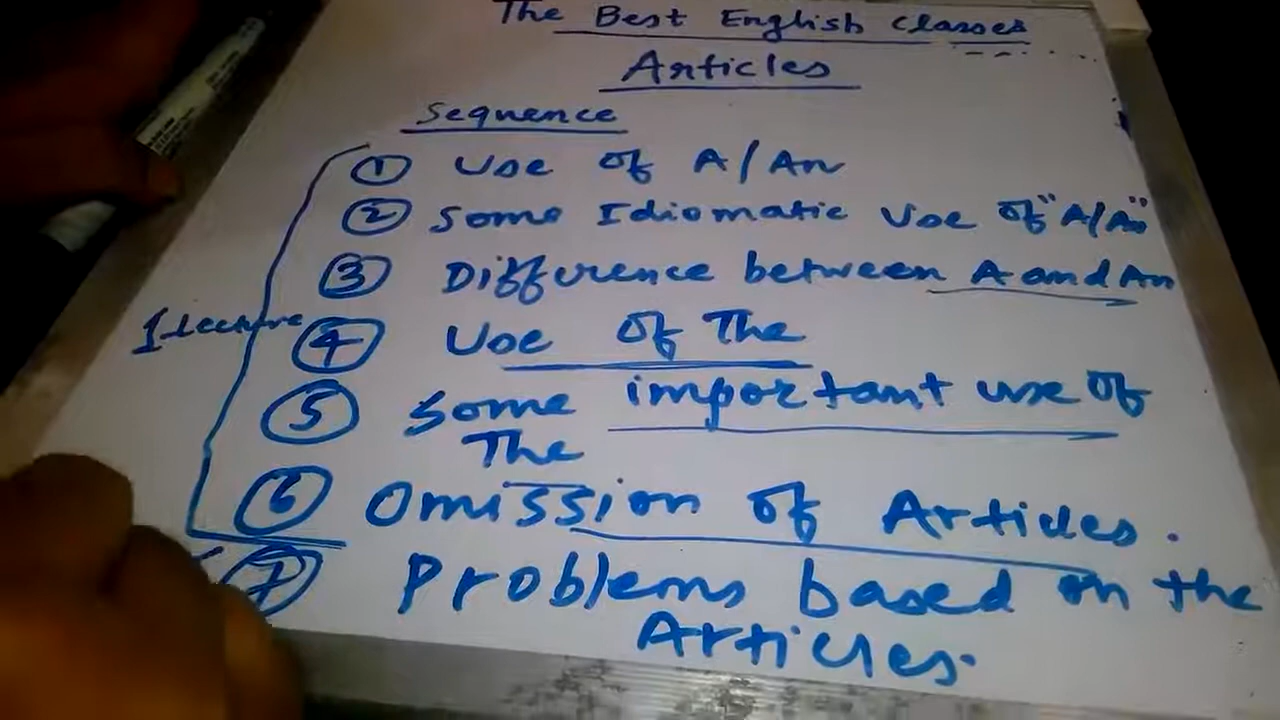 The Best English Classes
Articles
Sequence
① Use of A/An
② Some Idiomatic Use of "A/An"
③ Difference between A and An
1 Lecture
④ Use of The
⑤ Some important use of
The
⑥ Omission of Articles.
⑦ Problems based on the
Articles.